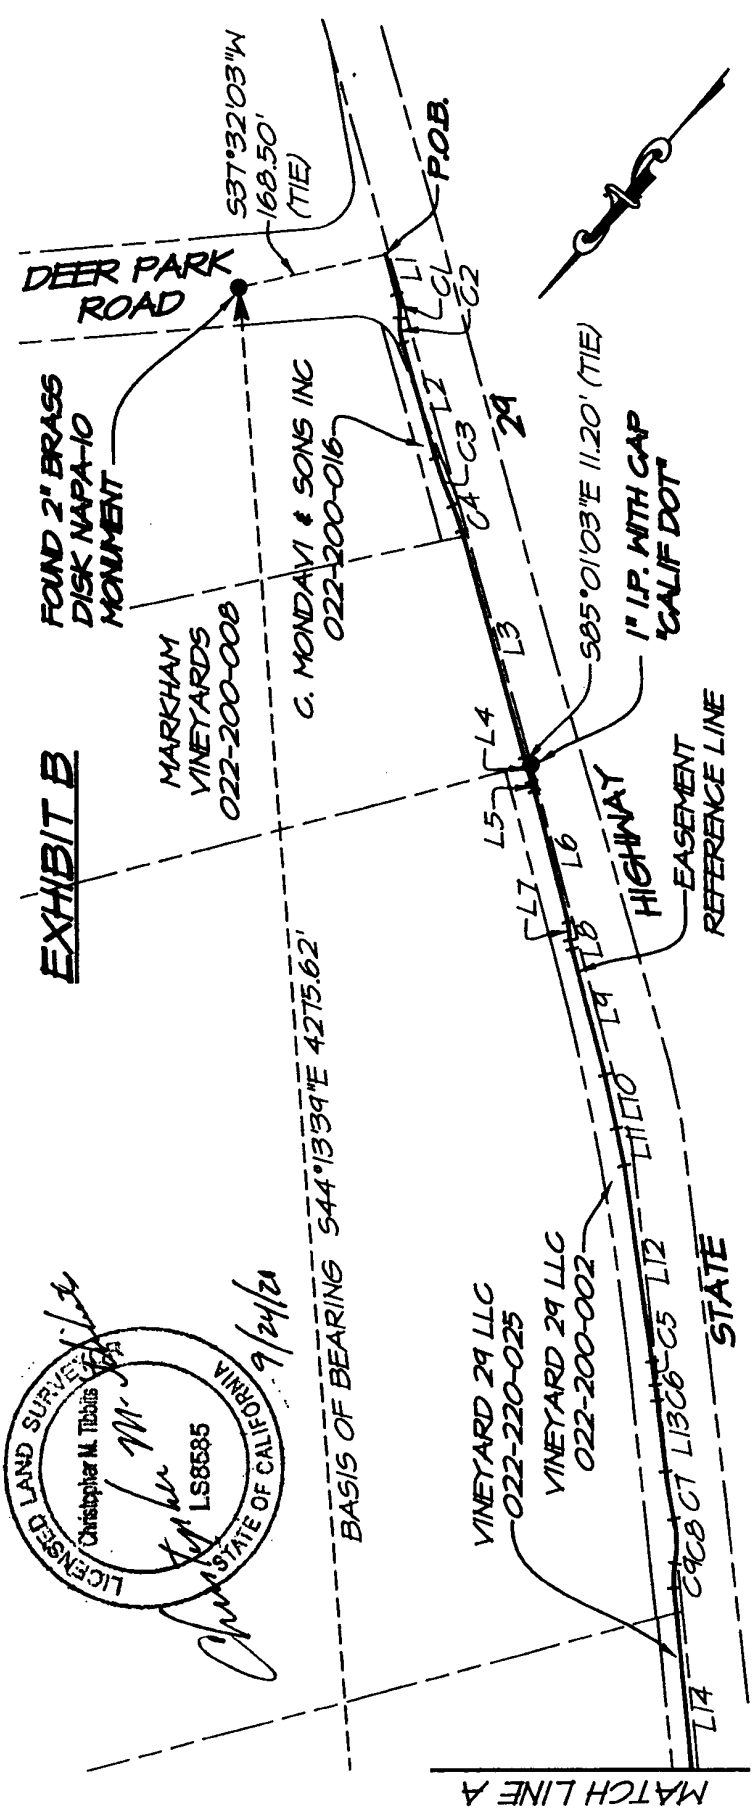 EXHIBIT B
LICENSED LAND SURVEYOR
Christopher M. Tibbits
LS8585
STATE OF CALIFORNIA
9/24/21
FOUND 2" BRASS
DISK NAPA-10
MONUMENT
DEER PARK
ROAD
S37°32'03"W
168.50'
(TIE)
MARKHAM
VINEYARDS
022-200-008
C. MONDAVI & SONS INC
022-200-016
P.O.B.
BASIS OF BEARING S44°13'39"E 4275.62'
VINEYARD 29 LLC
022-220-025
VINEYARD 29 LLC
022-200-002
L14
C9
C8
C7
L13
C6
C5
L12
L11
L10
L9
L8
L7
L6
L5
L4
L3
C4
C3
L2
C2
C1
L1
S85°01'03"E 11.20' (TIE)
1" I.P. WITH CAP
"CALIF DOT"
EASEMENT
REFERENCE LINE
STATE
HIGHWAY
29
MATCH LINE A